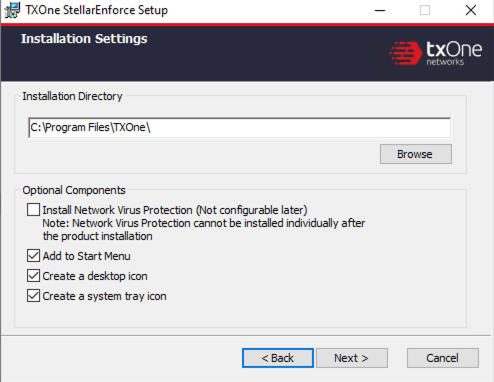 TXOne StellarEnforce Setup
Installation Settings
txOne
networks
Installation Directory
C:\Program Files\TXOne\
Browse
Optional Components
Install Network Virus Protection (Not configurable later)
Note: Network Virus Protection cannot be installed individually after
the product installation
Add to Start Menu
Create a desktop icon
Create a system tray icon
< Back
Next >
Cancel